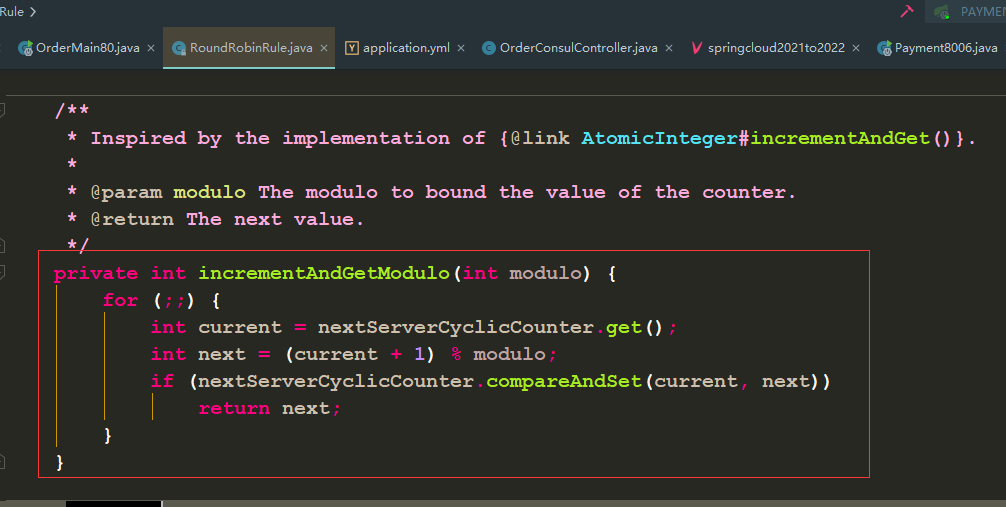 Rule
PAYMEN
OrderMain80.java × RoundRobinRule.java × application.yml × OrderConsulController.java × springcloud2021to2022 × Payment8006.java
/**
* Inspired by the implementation of {@link AtomicInteger#incrementAndGet()}.
*
* @param modulo The modulo to bound the value of the counter.
* @return The next value.
*/
private int incrementAndGetModulo(int modulo) {
for (;;) {
int current = nextServerCyclicCounter.get();
int next = (current + 1) % modulo;
if (nextServerCyclicCounter.compareAndSet(current, next))
return next;
}
}